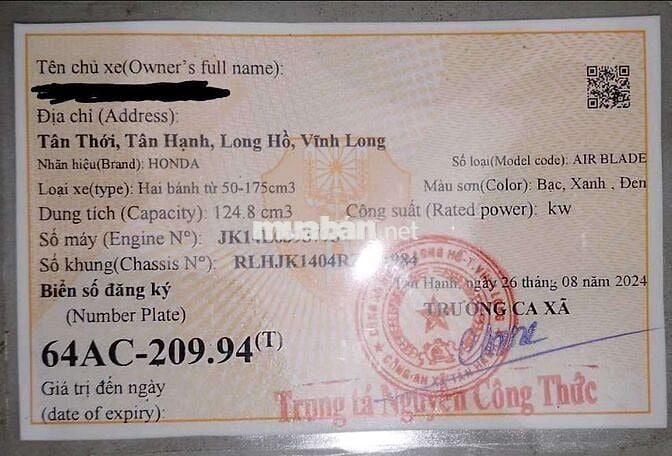 Tên chủ xe(Owner's full name):
Địa chỉ (Address):
Tân Thới, Tân Hạnh, Long Hồ, Vĩnh Long
Nhãn hiệu(Brand): HONDA
Số loại(Model code): AIR BLADE
Loại xe(type): Hai bánh từ 50-175cm3
Màu sơn(Color): Bạc, Xanh , Đen
Dung tích (Capacity): 124.8 cm3
Công suất (Rated power): kw
muaban.net
Số máy (Engine N°):
Số khung(Chassis N°):
Tân Hạnh, ngày 26 tháng 08 năm 2024
Biển số đăng ký
TRƯỞNG CA XÃ
(Number Plate)
64AC-209.94(T)
Giá trị đến ngày
(date of expiry):
CÔNG AN XÃ TÂN
Trung tá Nguyễn Công Thức